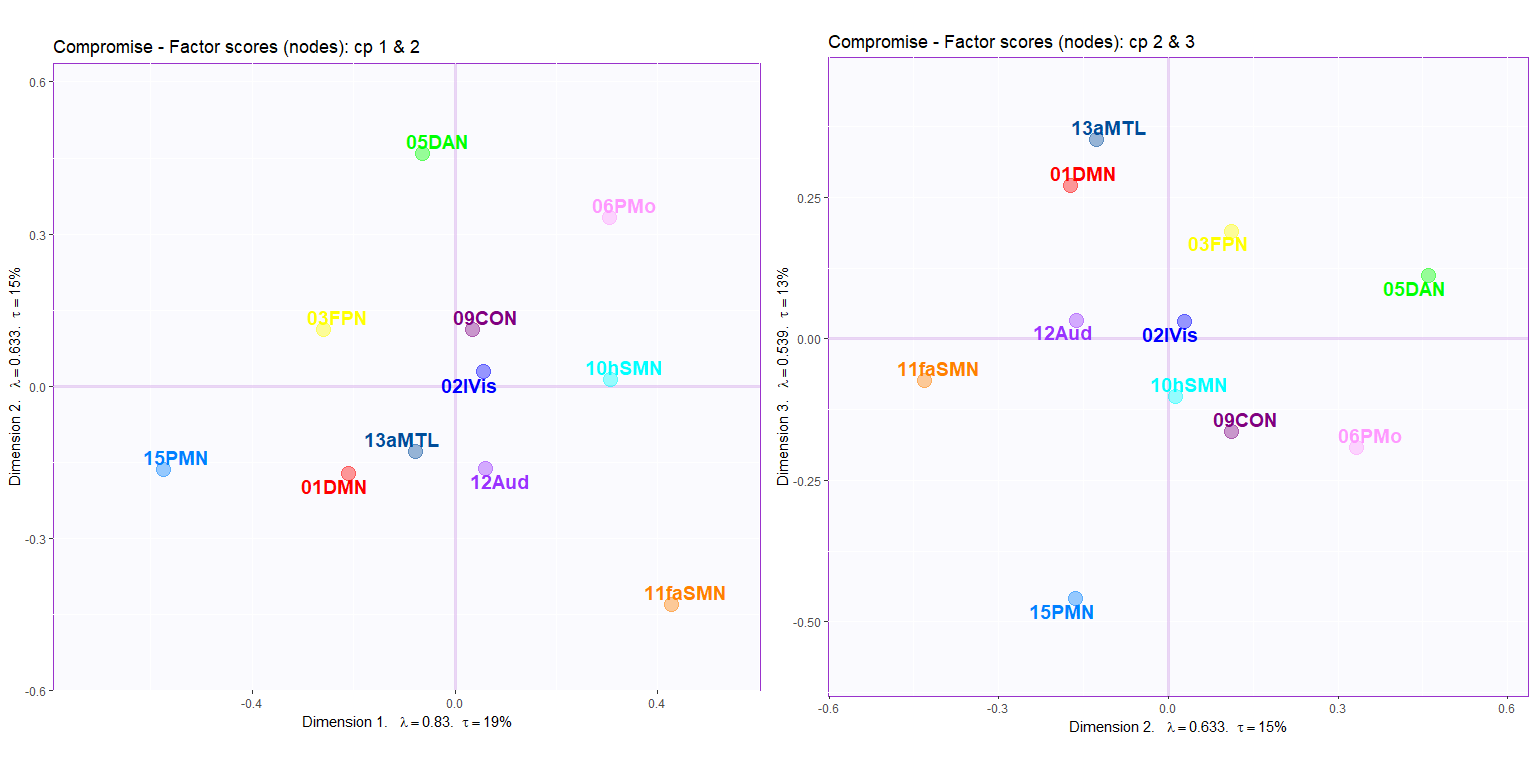 Compromise - Factor scores (nodes): cp 1 & 2
0.6
0.3
0.0
-0.3
-0.6
Dimension 2. λ=0.633. τ=15%
05DAN
06PMo
03FPN
09CON
10hSMN
02IVis
13aMTL
15PMN
01DMN
12Aud
11faSMN
-0.4
0.0
0.4
Dimension 1. λ=0.83. τ=19%
Compromise - Factor scores (nodes): cp 2 & 3
0.25
0.00
-0.25
-0.50
Dimension 3. λ=0.539. τ=13%
13aMTL
01DMN
03FPN
05DAN
12Aud
02IVis
11faSMN
10hSMN
09CON
06PMo
15PMN
-0.6
-0.3
0.0
0.3
0.6
Dimension 2. λ=0.633. τ=15%